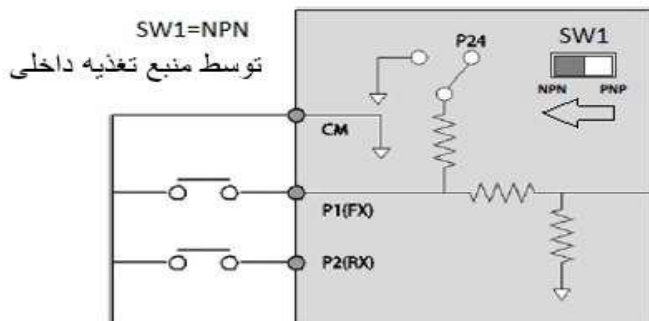 SW1=NPN
توسط منبع تغذیه داخلی
P24
SW1
NPN
PNP
CM
P1(FX)
P2(RX)